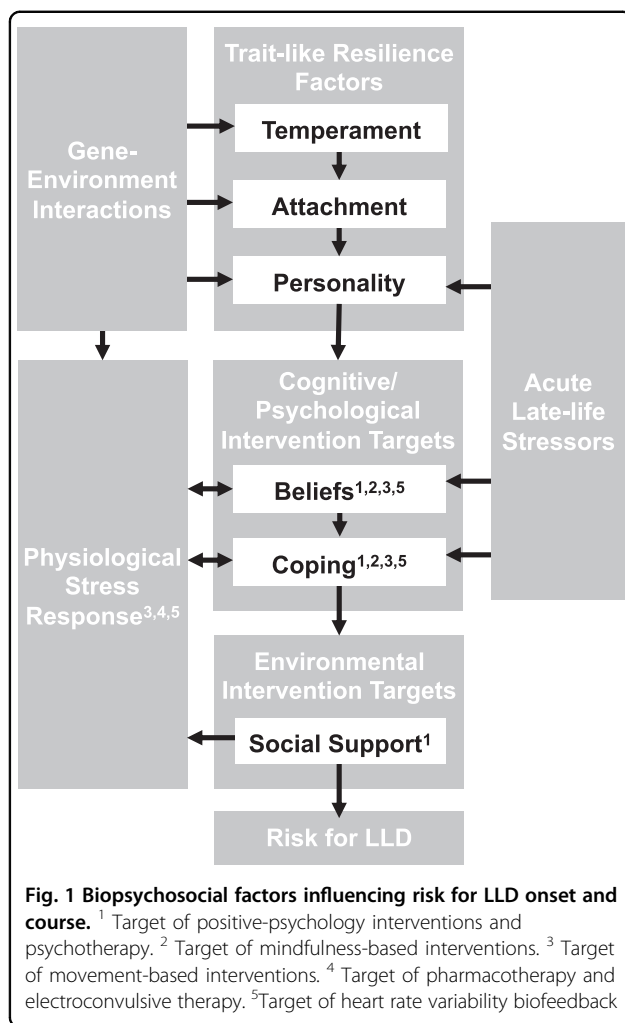 Trait-like Resilience
Factors
Temperament
Gene-
Environment
Interactions
Attachment
Personality
Cognitive/
Psychological
Intervention Targets
Acute
Late-life
Stressors
Beliefs1,2,3,5
Coping1,2,3,5
Physiological
Stress
Response3,4,5
Environmental
Intervention Targets
Social Support1
Risk for LLD
Fig. 1 Biopsychosocial factors influencing risk for LLD onset and
course. 1 Target of positive-psychology interventions and
psychotherapy. 2 Target of mindfulness-based interventions. 3 Target
of movement-based interventions. 4 Target of pharmacotherapy and
electroconvulsive therapy. 5Target of heart rate variability biofeedback